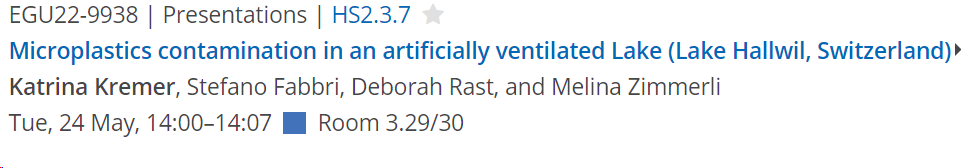 EGU22-9938 | Presentations | HS2.3.7
Microplastics contamination in an artificially ventilated Lake (Lake Hallwil, Switzerland)
Katrina Kremer, Stefano Fabbri, Deborah Rast, and Melina Zimmerli
Tue, 24 May, 14:00–14:07 Room 3.29/30